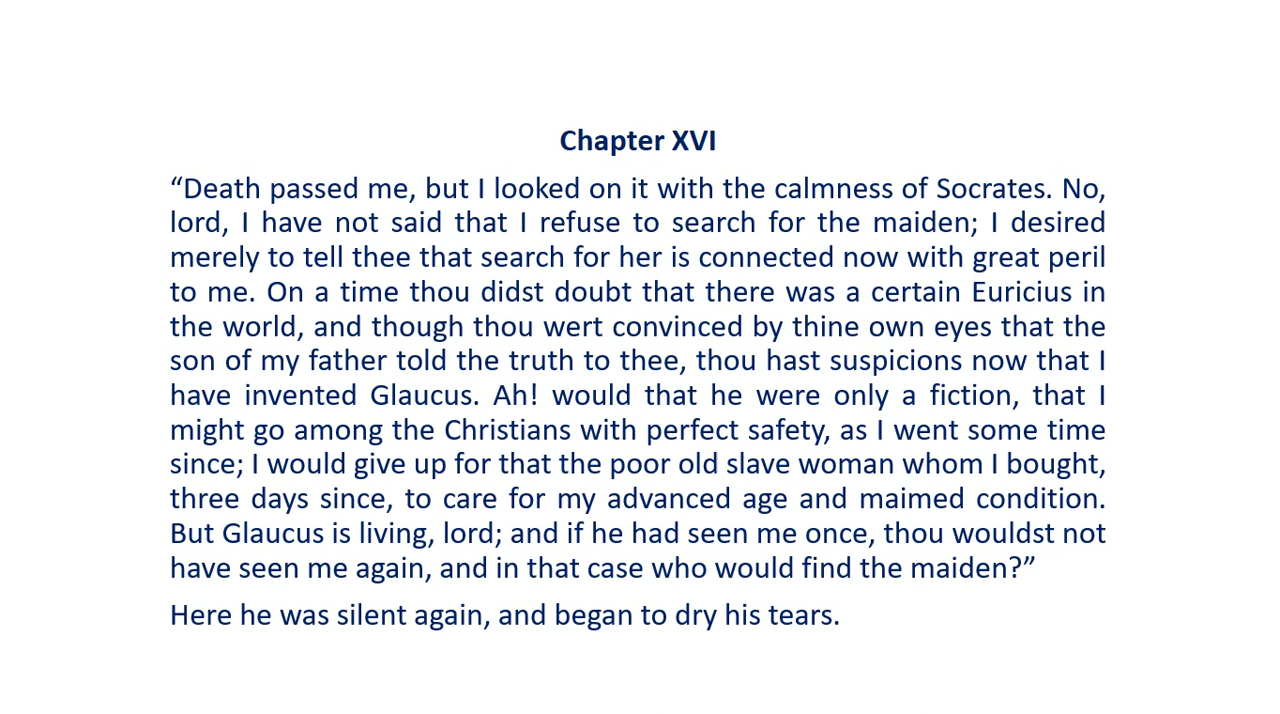 Chapter XVI
“Death passed me, but I looked on it with the calmness of Socrates. No,
lord, I have not said that I refuse to search for the maiden; I desired
merely to tell thee that search for her is connected now with great peril
to me. On a time thou didst doubt that there was a certain Euricius in
the world, and though thou wert convinced by thine own eyes that the
son of my father told the truth to thee, thou hast suspicions now that I
have invented Glaucus. Ah! would that he were only a fiction, that I
might go among the Christians with perfect safety, as I went some time
since; I would give up for that the poor old slave woman whom I bought,
three days since, to care for my advanced age and maimed condition.
But Glaucus is living, lord; and if he had seen me once, thou wouldst not
have seen me again, and in that case who would find the maiden?”
Here he was silent again, and began to dry his tears.